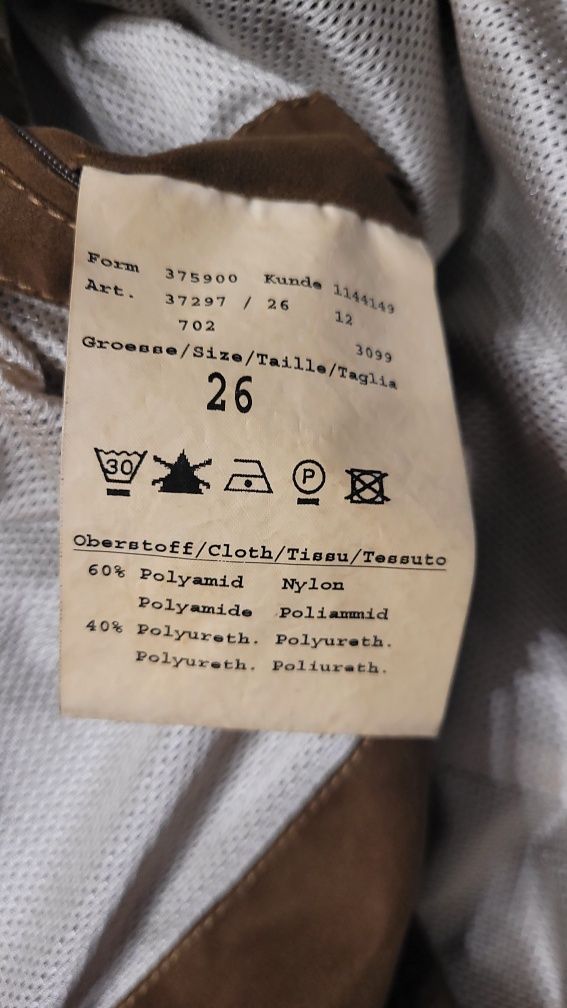 Form 375900 Kunde 1144149
Art. 37297 / 26 12
702 3099
Groesse/Size/Taille/Taglia
26
30 P
Oberstoff/Cloth/Tissu/Tessuto
60% Polyamid Nylon
Polyamide Poliammid
40% Polyureth. Polyureth.
Polyureth. Poliureth.